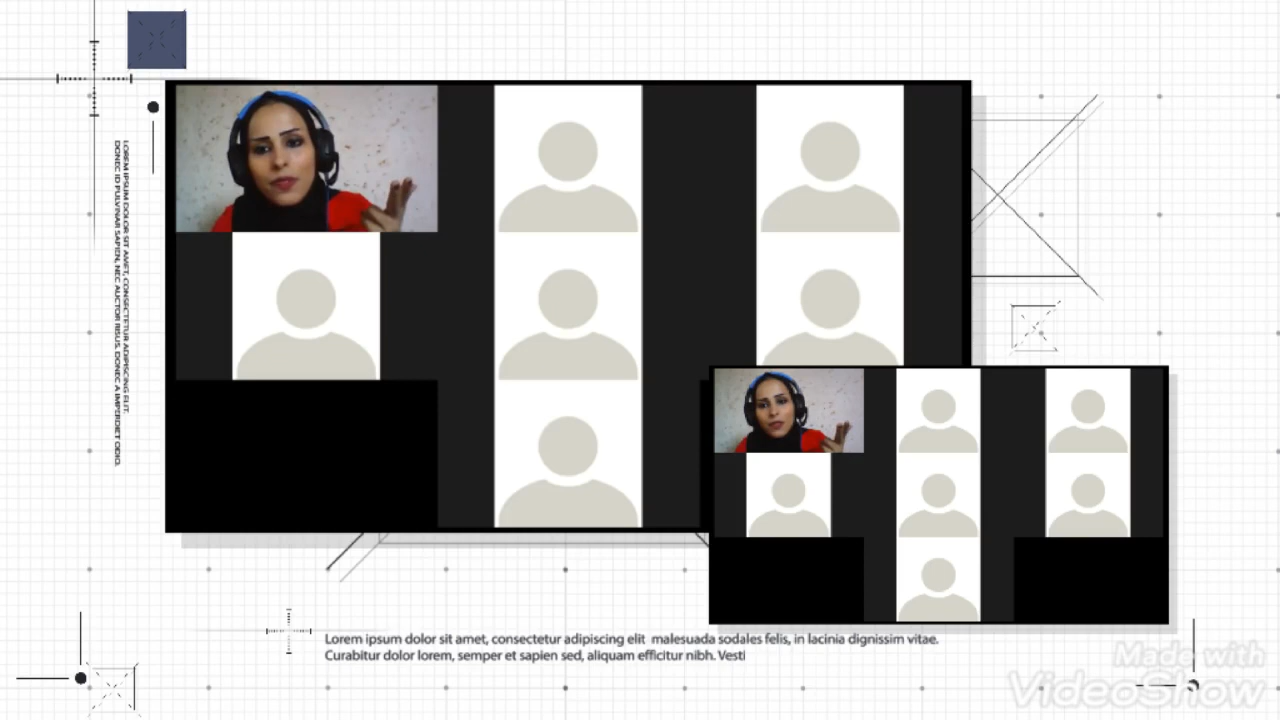 LOREM IPSUM DOLOR SIT AMET, CONSECTETUR ADIPISCING ELIT.
DONEC ID PULVINAR SAPIEN, NEC AUCTOR RISUS. DONEC A IMPERDIET ODIO.
Lorem ipsum dolor sit amet, consectetur adipiscing elit malesuada sodales felis, in lacinia dignissim vitae.
Curabitur dolor lorem, semper et sapien sed, aliquam efficitur nibh. Vesti
Made with
VideoShow